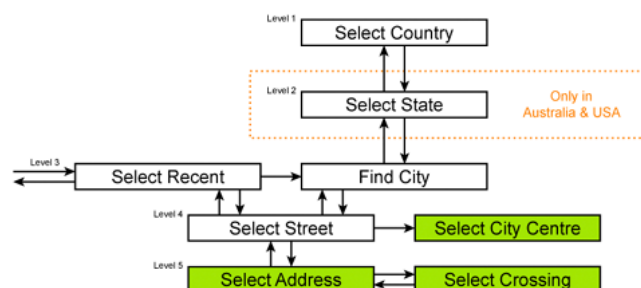 Level 1
Select Country
Level 2
Select State
Only in
Australia & USA
Level 3
Select Recent
Find City
Level 4
Select Street
Select City Centre
Level 5
Select Address
Select Crossing